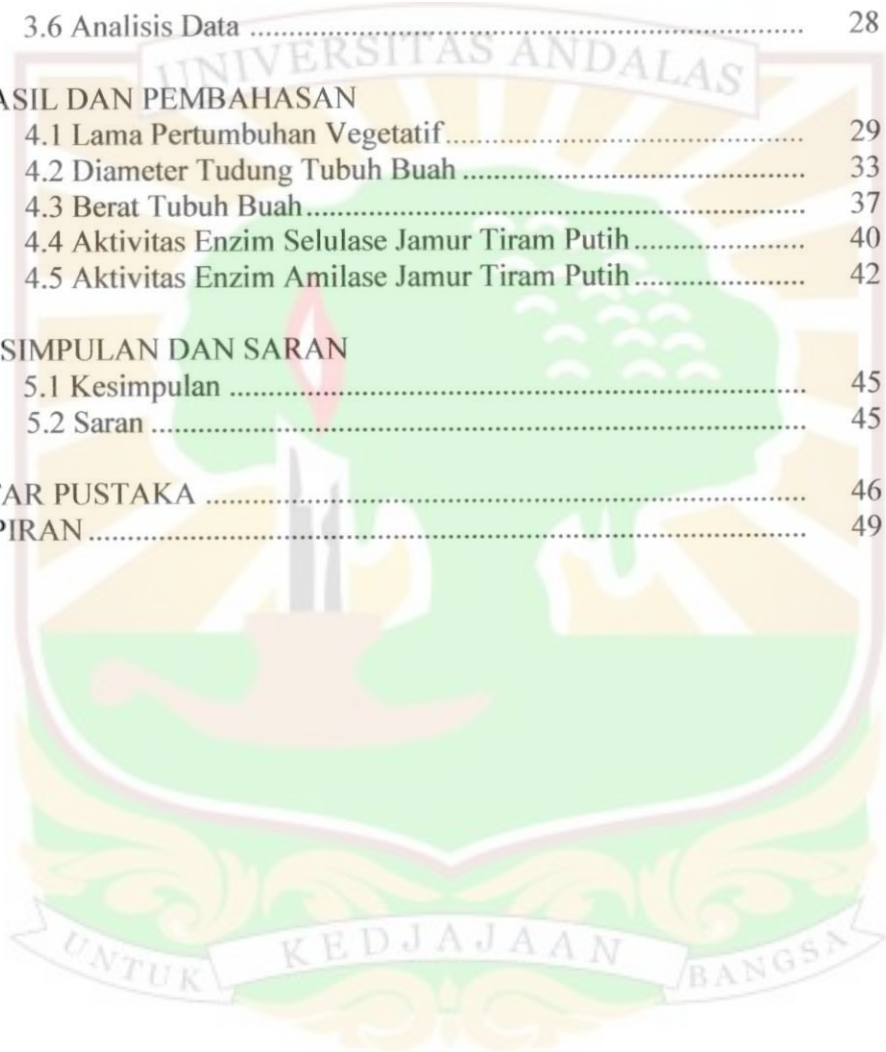 3.6 Analisis Data ........................................................................ 28
UNIVERSITAS ANDALAS
ASIL DAN PEMBAHASAN
4.1 Lama Pertumbuhan Vegetatif.............................................. 29
4.2 Diameter Tudung Tubuh Buah ............................................ 33
4.3 Berat Tubuh Buah................................................................ 37
4.4 Aktivitas Enzim Selulase Jamur Tiram Putih...................... 40
4.5 Aktivitas Enzim Amilase Jamur Tiram Putih...................... 42
SIMPULAN DAN SARAN
5.1 Kesimpulan .......................................................................... 45
5.2 Saran .................................................................................... 45
TAR PUSTAKA .............................................................................. 46
PIRAN............................................................................................. 49
UNTUK KEDJAJAAN BANGSA